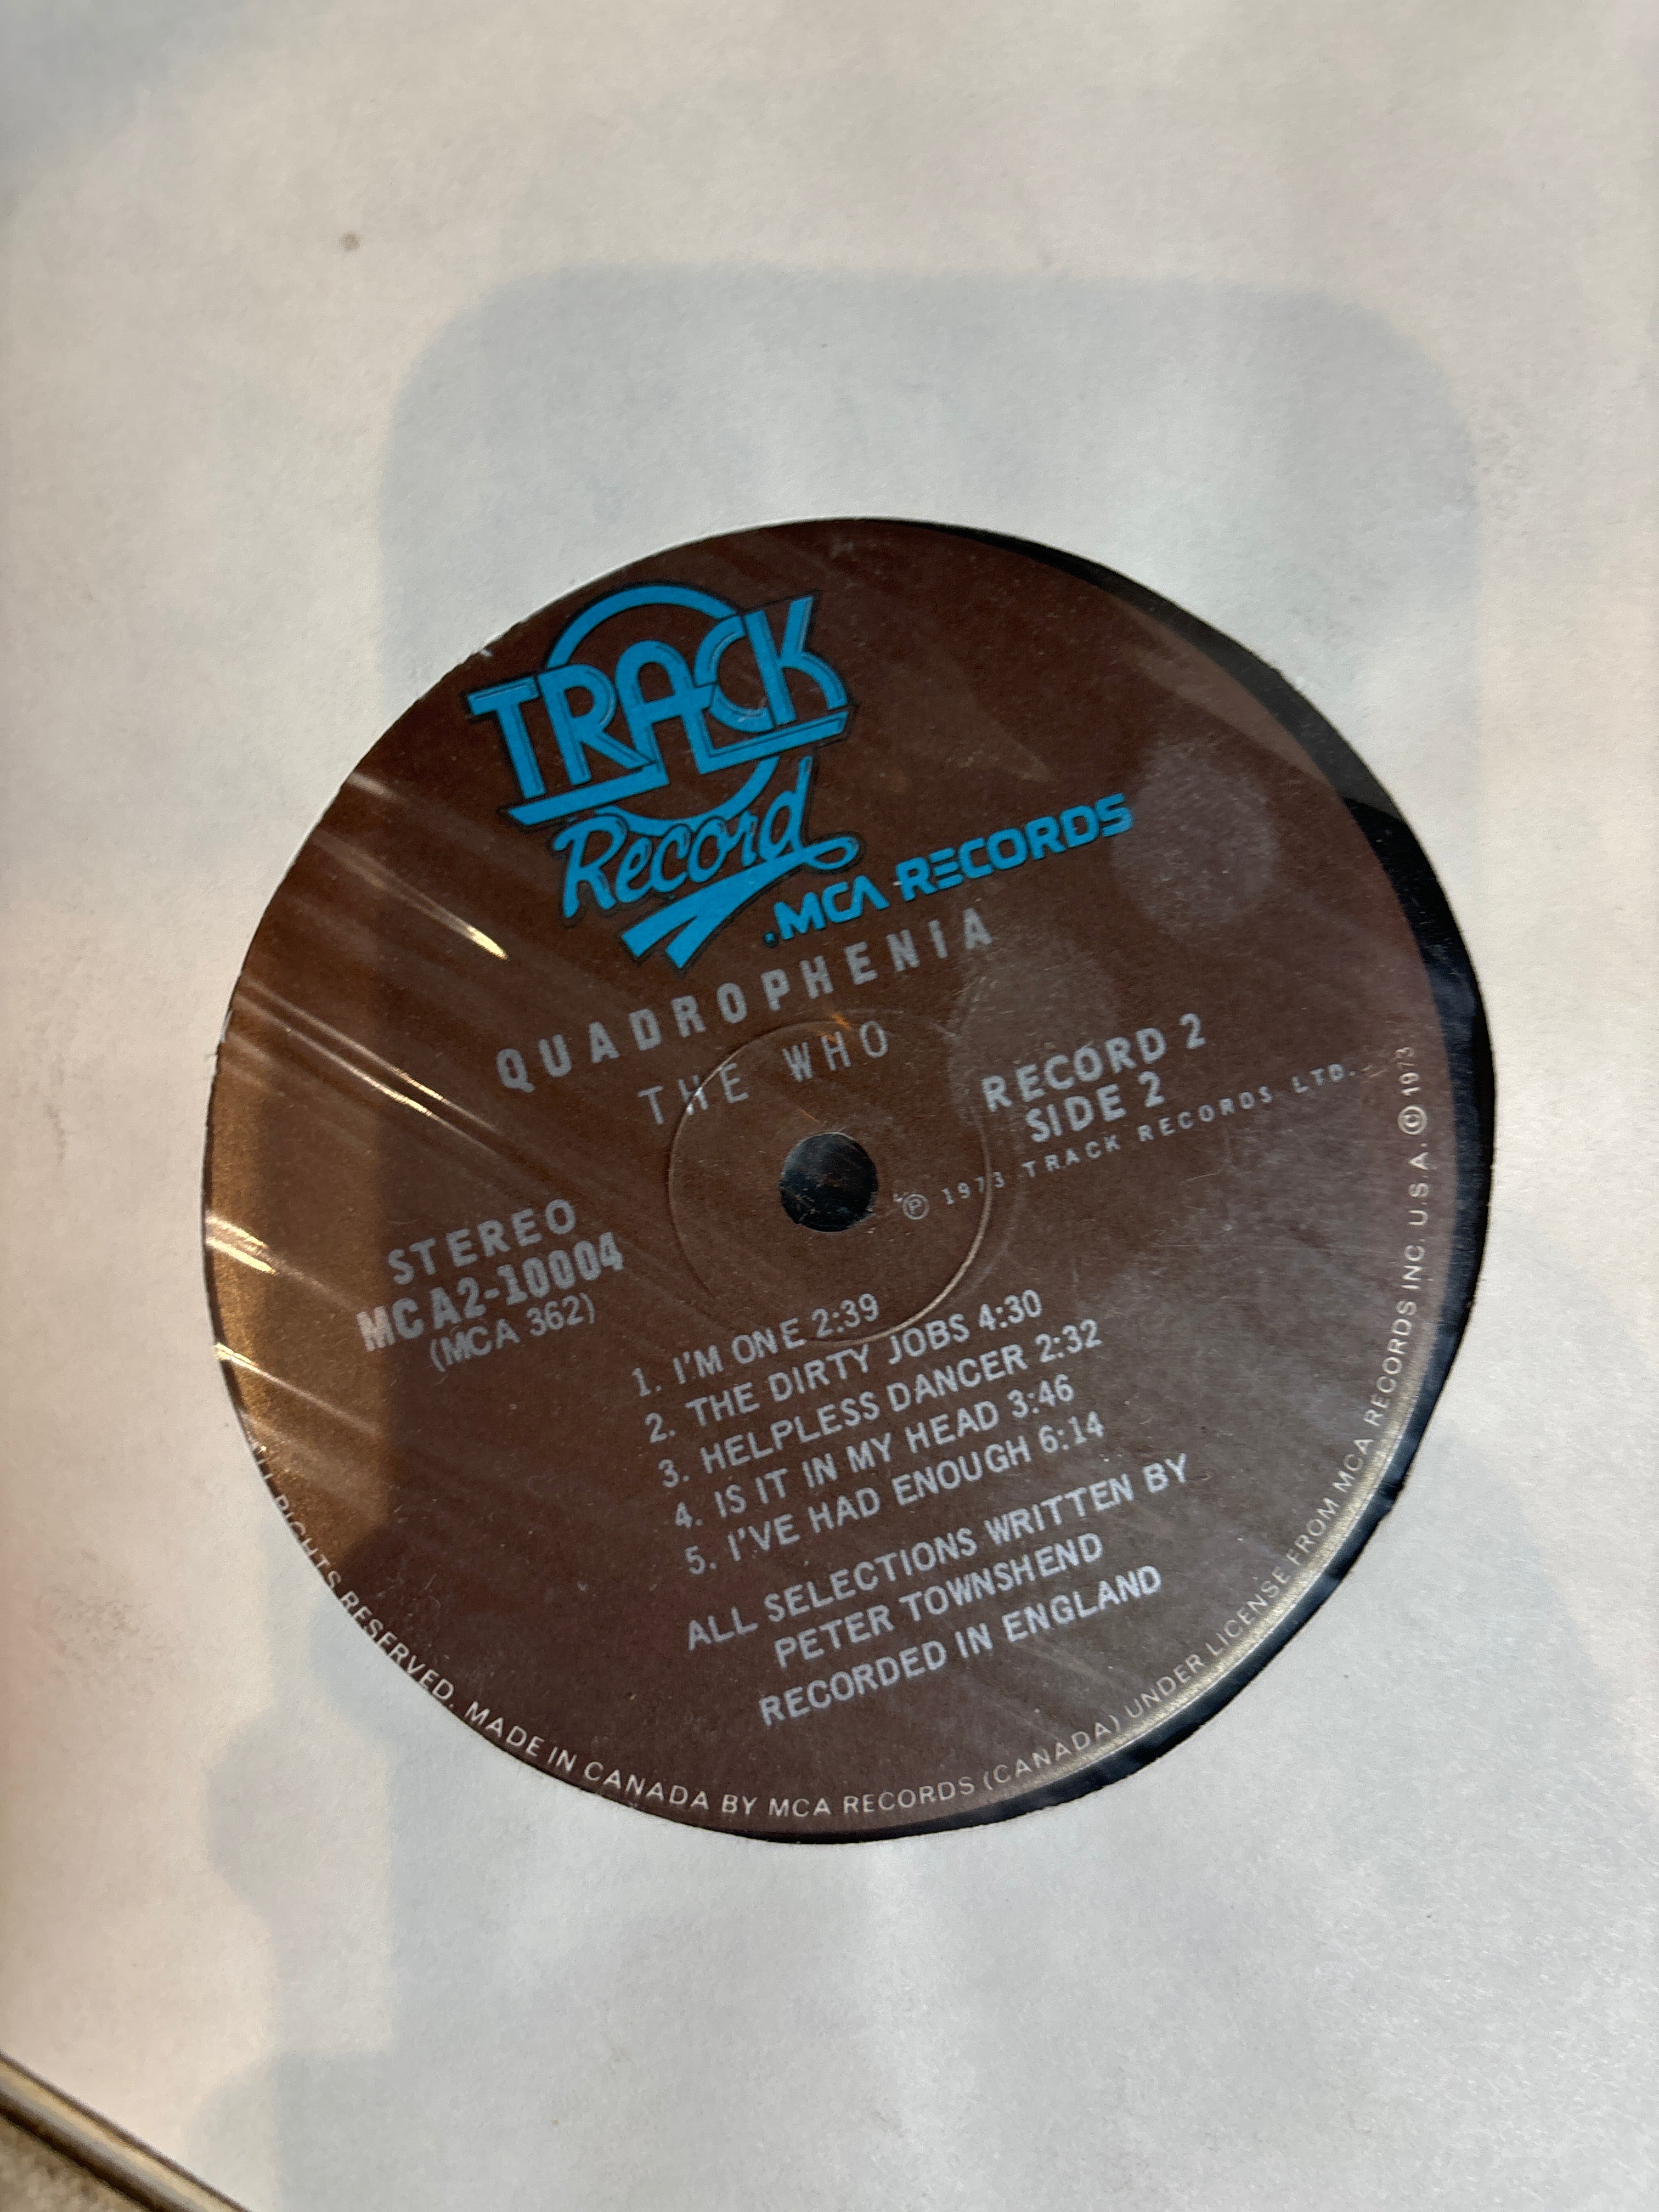 TRACK
Record
.MCA RECORDS
QUADROPHENIA
THE WHO
RECORD 2
SIDE 2
℗ 1973 TRACK RECORDS LTD.
STEREO
MCA2-10004
(MCA 362)
1. I'M ONE 2:39
2. THE DIRTY JOBS 4:30
3. HELPLESS DANCER 2:32
4. IS IT IN MY HEAD 3:46
5. I'VE HAD ENOUGH 6:14
ALL SELECTIONS WRITTEN BY
PETER TOWNSHEND
RECORDED IN ENGLAND
ALL RIGHTS RESERVED. MADE IN CANADA BY MCA RECORDS (CANADA) UNDER LICENSE FROM MCA RECORDS INC. U.S.A. © 1973